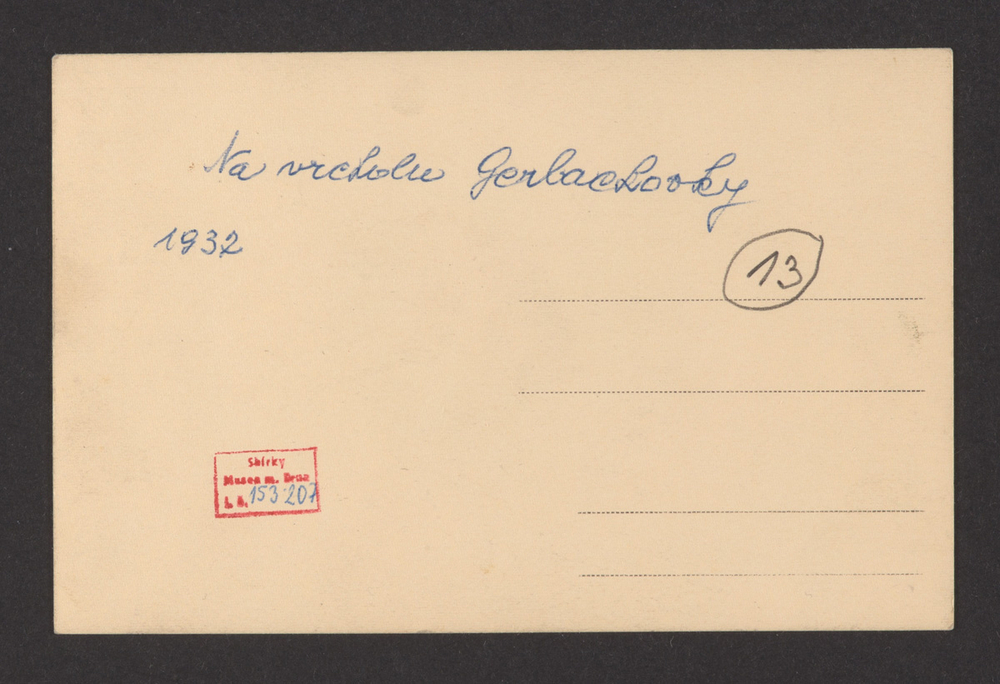 Na vrcholu Gerlachovky
1932
13
Sbírky
Musea m. Brna
153 207